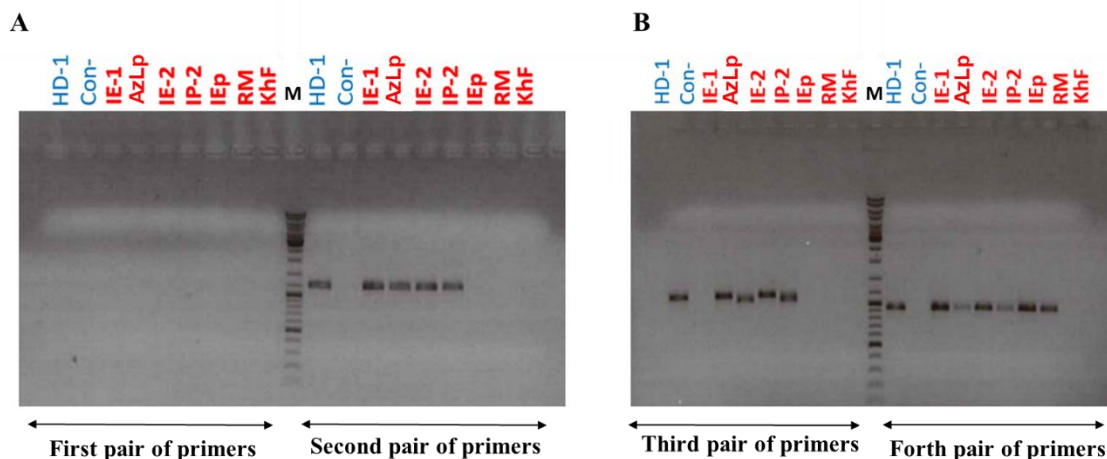 A
HD-1 Con- IE-1 AzLp IE-2 IP-2 IEp RM KhF M HD-1 Con- IE-1 AzLp IE-2 IP-2 IEp RM KhF
First pair of primers Second pair of primers
B
HD-1 Con- IE-1 AzLp IE-2 IP-2 IEp RM KhF M HD-1 Con- IE-1 AzLp IE-2 IP-2 IEp RM KhF
Third pair of primers Forth pair of primers